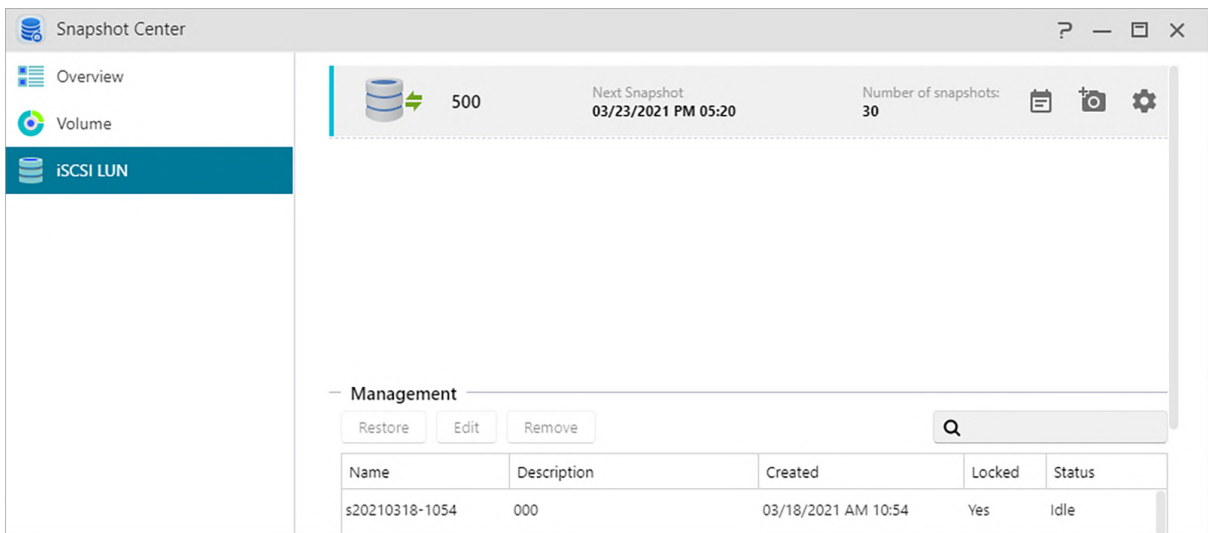 Snapshot Center
Overview
Volume
iSCSI LUN
500
Next Snapshot
03/23/2021 PM 05:20
Number of snapshots:
30
Management
Restore Edit Remove
Name Description Created Locked Status
s20210318-1054 000 03/18/2021 AM 10:54 Yes Idle